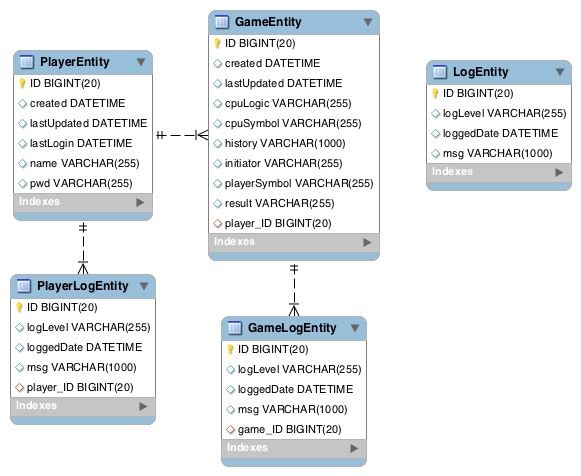 PlayerEntity
ID BIGINT(20)
created DATETIME
lastUpdated DATETIME
lastLogin DATETIME
name VARCHAR(255)
pwd VARCHAR(255)
Indexes
GameEntity
ID BIGINT(20)
created DATETIME
lastUpdated DATETIME
cpuLogic VARCHAR(255)
cpuSymbol VARCHAR(255)
history VARCHAR(1000)
initiator VARCHAR(255)
playerSymbol VARCHAR(255)
result VARCHAR(255)
player_ID BIGINT(20)
Indexes
LogEntity
ID BIGINT(20)
logLevel VARCHAR(255)
loggedDate DATETIME
msg VARCHAR(1000)
Indexes
PlayerLogEntity
ID BIGINT(20)
logLevel VARCHAR(255)
loggedDate DATETIME
msg VARCHAR(1000)
player_ID BIGINT(20)
Indexes
GameLogEntity
ID BIGINT(20)
logLevel VARCHAR(255)
loggedDate DATETIME
msg VARCHAR(1000)
game_ID BIGINT(20)
Indexes